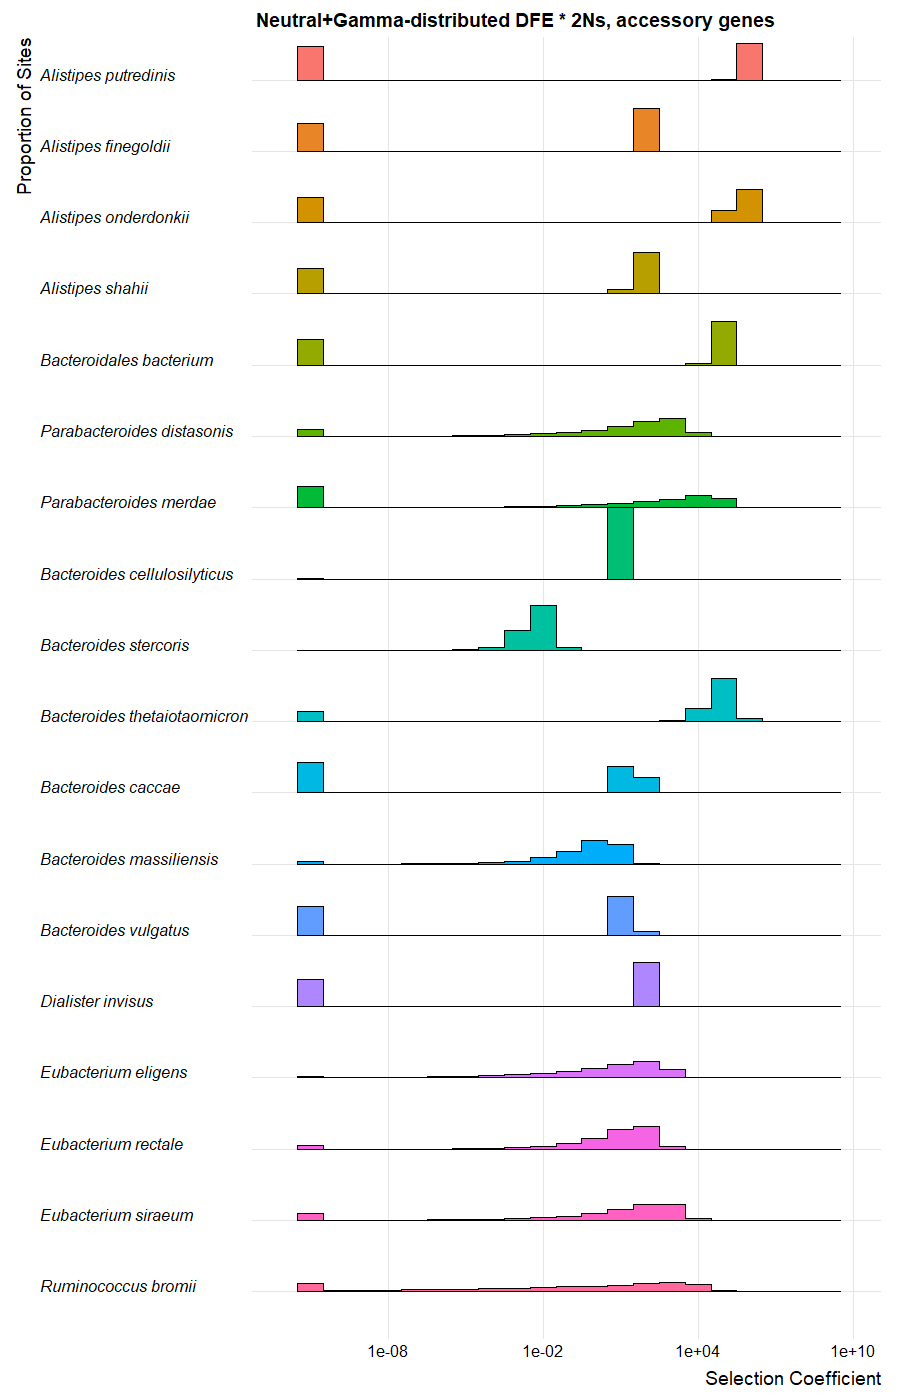 Neutral+Gamma-distributed DFE * 2Ns, accessory genes
Proportion of Sites
Alistipes putredinis
Alistipes finegoldii
Alistipes onderdonkii
Alistipes shahii
Bacteroidales bacterium
Parabacteroides distasonis
Parabacteroides merdae
Bacteroides cellulosilyticus
Bacteroides stercoris
Bacteroides thetaiotaomicron
Bacteroides caccae
Bacteroides massiliensis
Bacteroides vulgatus
Dialister invisus
Eubacterium eligens
Eubacterium rectale
Eubacterium siraeum
Ruminococcus bromii
1e-08 1e-02 1e+04 1e+10
Selection Coefficient